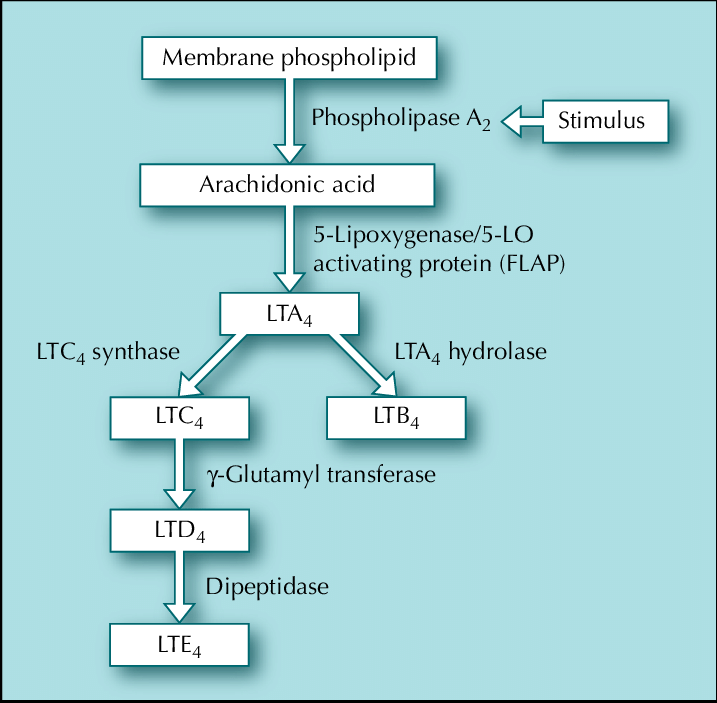 Membrane phospholipid
Phospholipase A₂
Stimulus
Arachidonic acid
5-Lipoxygenase/5-LO
activating protein (FLAP)
LTA₄
LTC₄ synthase
LTA₄ hydrolase
LTC₄
LTB₄
γ-Glutamyl transferase
LTD₄
Dipeptidase
LTE₄